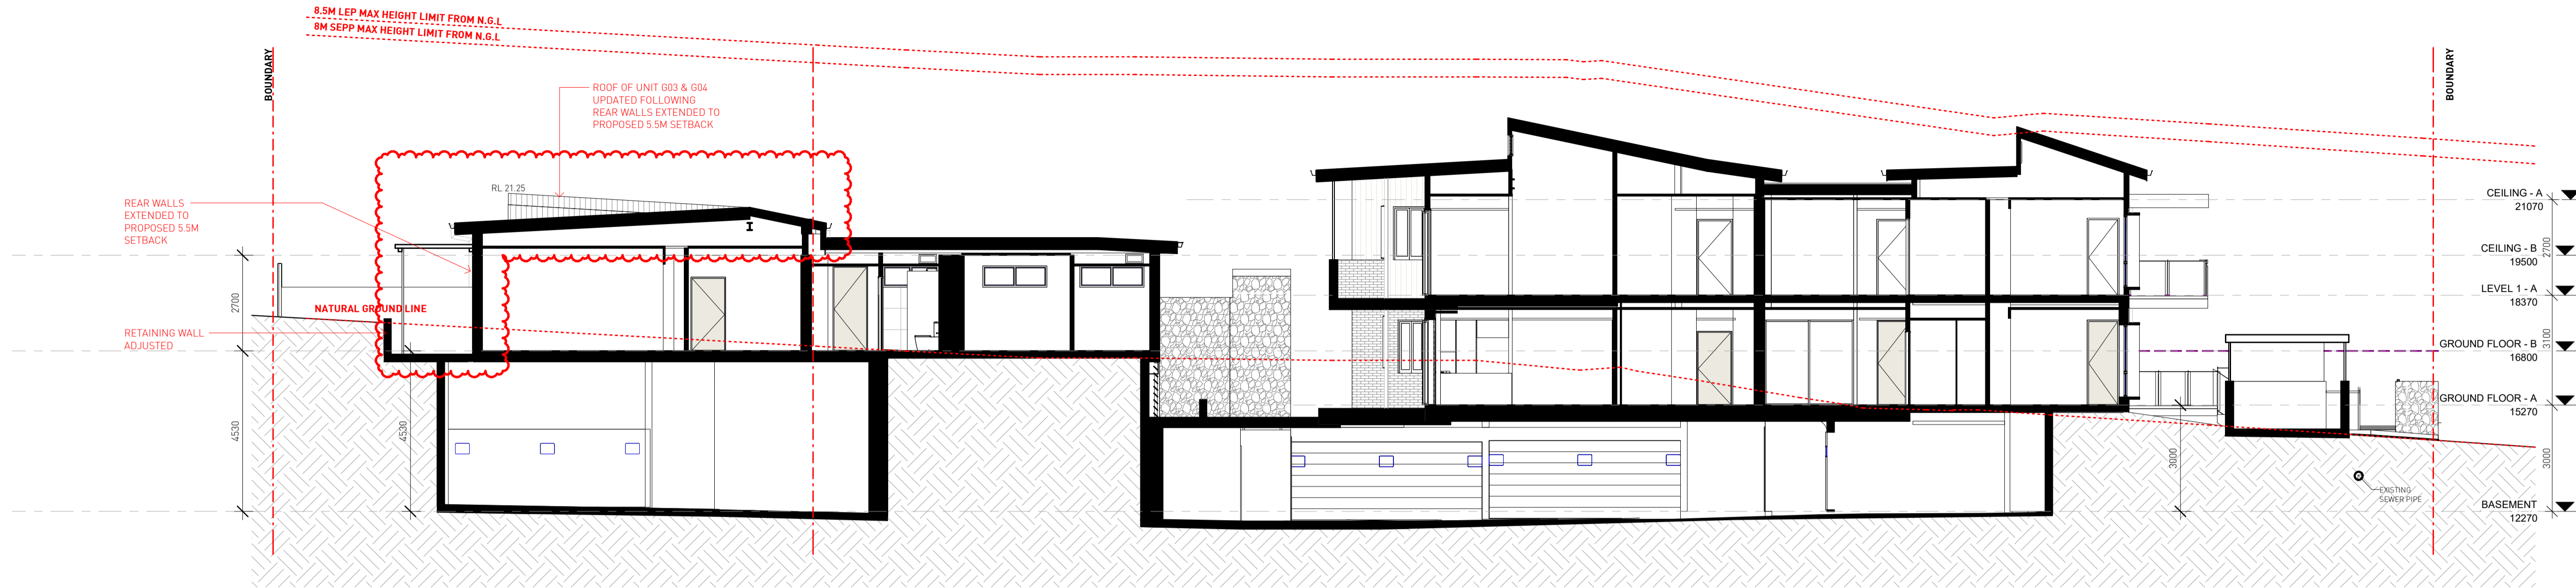 8.5M LEP MAX HEIGHT LIMIT FROM N.G.L
8M SEPP MAX HEIGHT LIMIT FROM N.G.L
BOUNDARY
BOUNDARY
ROOF OF UNIT G03 & G04
UPDATED FOLLOWING
REAR WALLS EXTENDED TO
PROPOSED 5.5M SETBACK
RL 21.25
REAR WALLS
EXTENDED TO
PROPOSED 5.5M
SETBACK
NATURAL GROUND LINE
RETAINING WALL
ADJUSTED
2700
4530
4530
CEILING - A
21070
2700
CEILING - B
19500
LEVEL 1 - A
18370
3100
GROUND FLOOR - B
16800
GROUND FLOOR - A
15270
3000
3000
EXISTING
SEWER PIPE
BASEMENT
12270